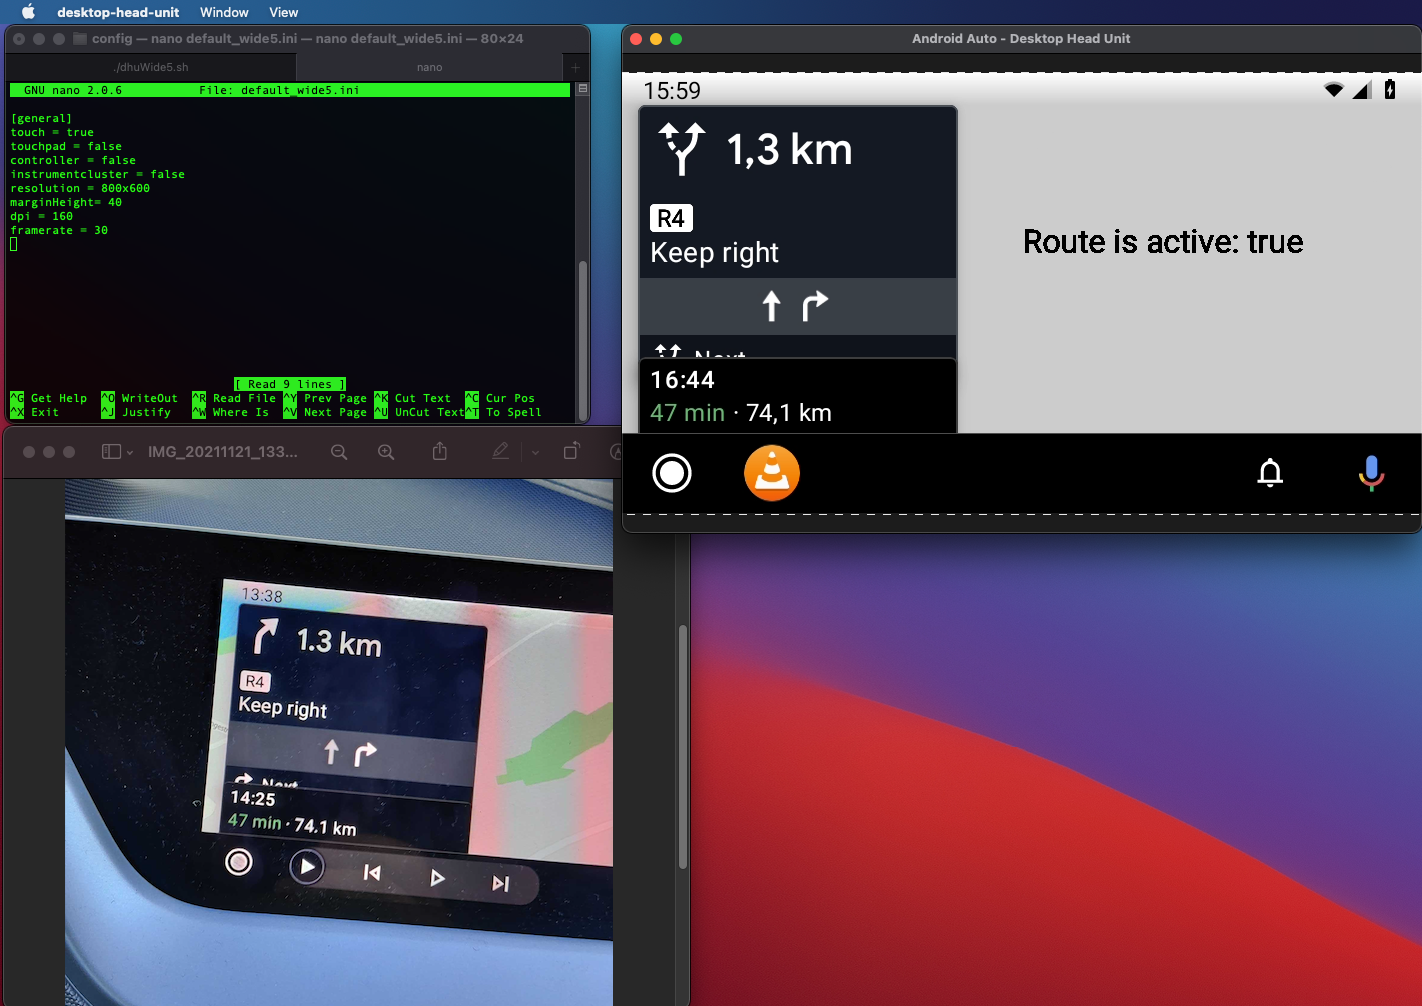 desktop-head-unit Window View
config — nano default_wide5.ini — nano default_wide5.ini — 80×24
./dhuWide5.sh nano
GNU nano 2.0.6 File: default_wide5.ini
[general]
touch = true
touchpad = false
controller = false
instrumentcluster = false
resolution = 800x600
marginHeight= 40
dpi = 160
framerate = 30
[ Read 9 lines ]
^G Get Help ^O WriteOut ^R Read File ^Y Prev Page ^K Cut Text ^C Cur Pos
^X Exit ^J Justify ^W Where Is ^V Next Page ^U UnCut Text^T To Spell
Android Auto - Desktop Head Unit
15:59
1,3 km
R4
Keep right
Next
16:44
47 min · 74,1 km
Route is active: true
IMG_20211121_133...
13:38
1.3 km
R4
Keep right
Next
14:25
47 min · 74.1 km